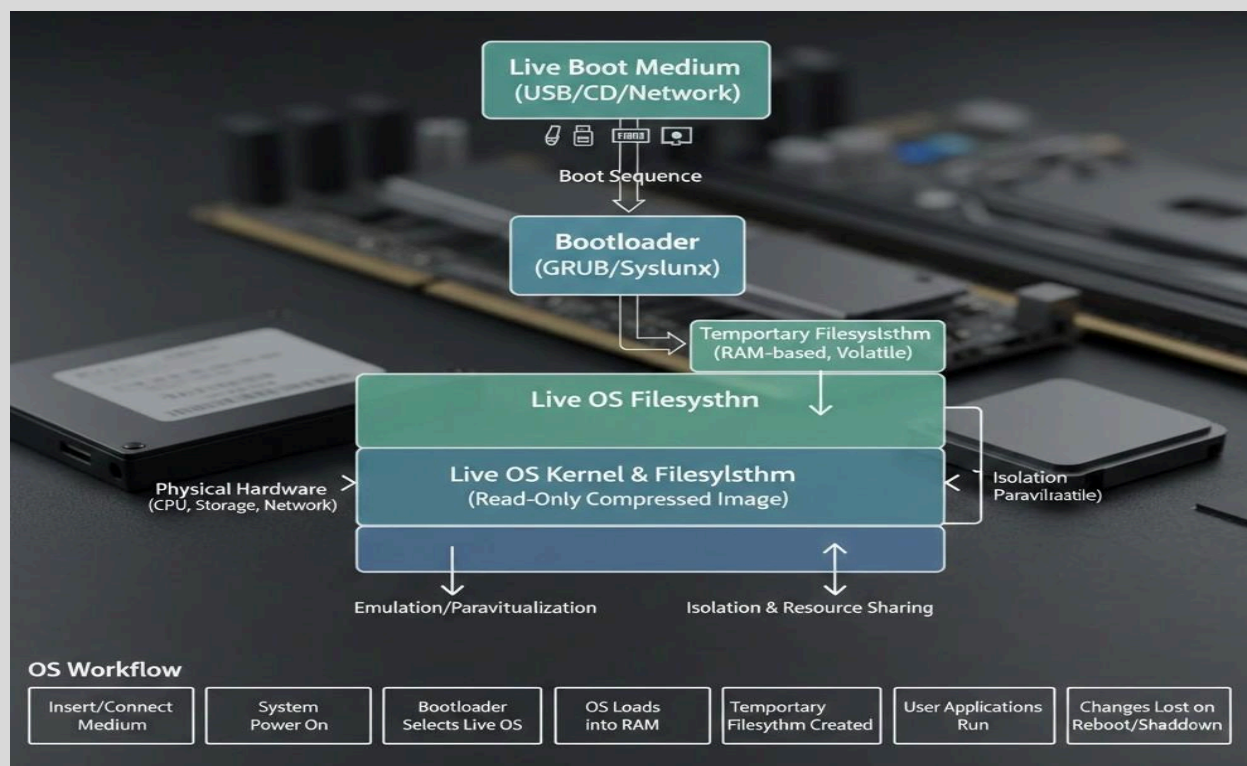 Live Boot Medium
(USB/CD/Network)
Boot Sequence
Bootloader
(GRUB/Syslunx)
Temportary Filesyslsthm
(RAM-based, Volatile)
Live OS Filesysthn
Live OS Kernel & Filesylsthm
(Read-Only Compressed Image)
Physical Hardware
(CPU, Storage, Network)
Isolation
Emulation/Paravitualization
Isolation & Resource Sharing
OS Workflow
Insert/Connect
Medium
System
Power On
Bootloader
Selects Live OS
OS Loads
into RAM
Temporary
Filesythm Created
User Applications
Run
Changes Lost on
Reboot/Shaddown